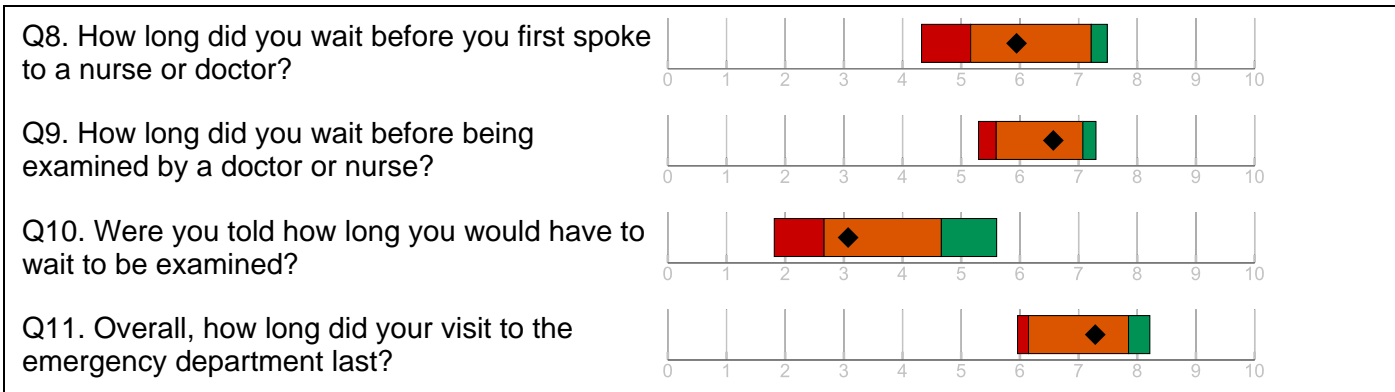 Q8. How long did you wait before you first spoke
to a nurse or doctor?
0 1 2 3 4 5 6 7 8 9 10
Q9. How long did you wait before being
examined by a doctor or nurse?
0 1 2 3 4 5 6 7 8 9 10
Q10. Were you told how long you would have to
wait to be examined?
0 1 2 3 4 5 6 7 8 9 10
Q11. Overall, how long did your visit to the
emergency department last?
0 1 2 3 4 5 6 7 8 9 10